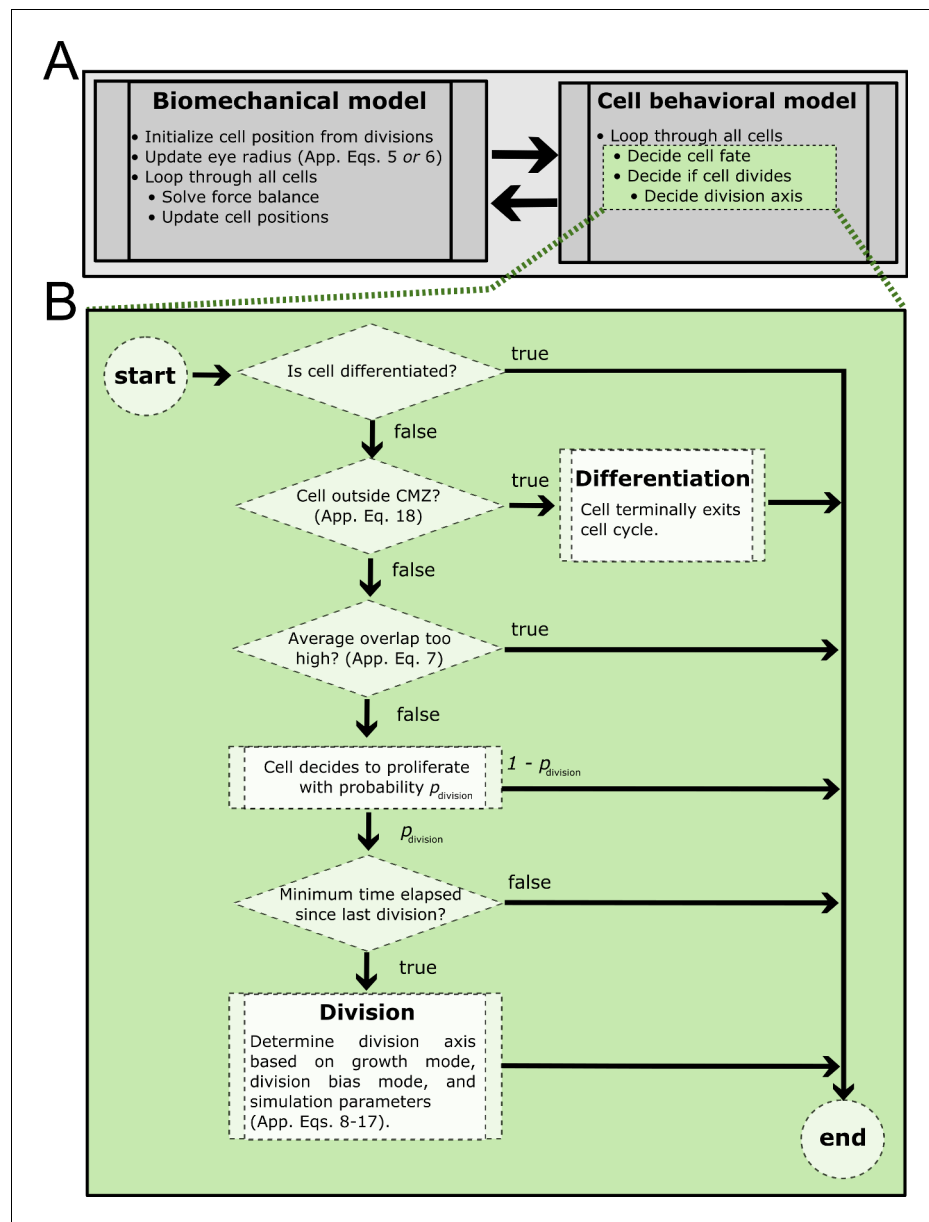 A
Biomechanical model
• Initialize cell position from divisions
• Update eye radius (App. Eqs. 5 or 6)
• Loop through all cells
• Solve force balance
• Update cell positions
Cell behavioral model
• Loop through all cells
• Decide cell fate
• Decide if cell divides
• Decide division axis
B
start
Is cell differentiated?
true
false
Cell outside CMZ?
(App. Eq. 18)
true
Differentiation
Cell terminally exits
cell cycle.
false
Average overlap too
high? (App. Eq. 7)
true
false
Cell decides to proliferate
with probability pdivision
1 - pdivision
pdivision
Minimum time elapsed
since last division?
false
true
Division
Determine division axis
based on growth mode,
division bias mode, and
simulation parameters
(App. Eqs. 8-17).
end